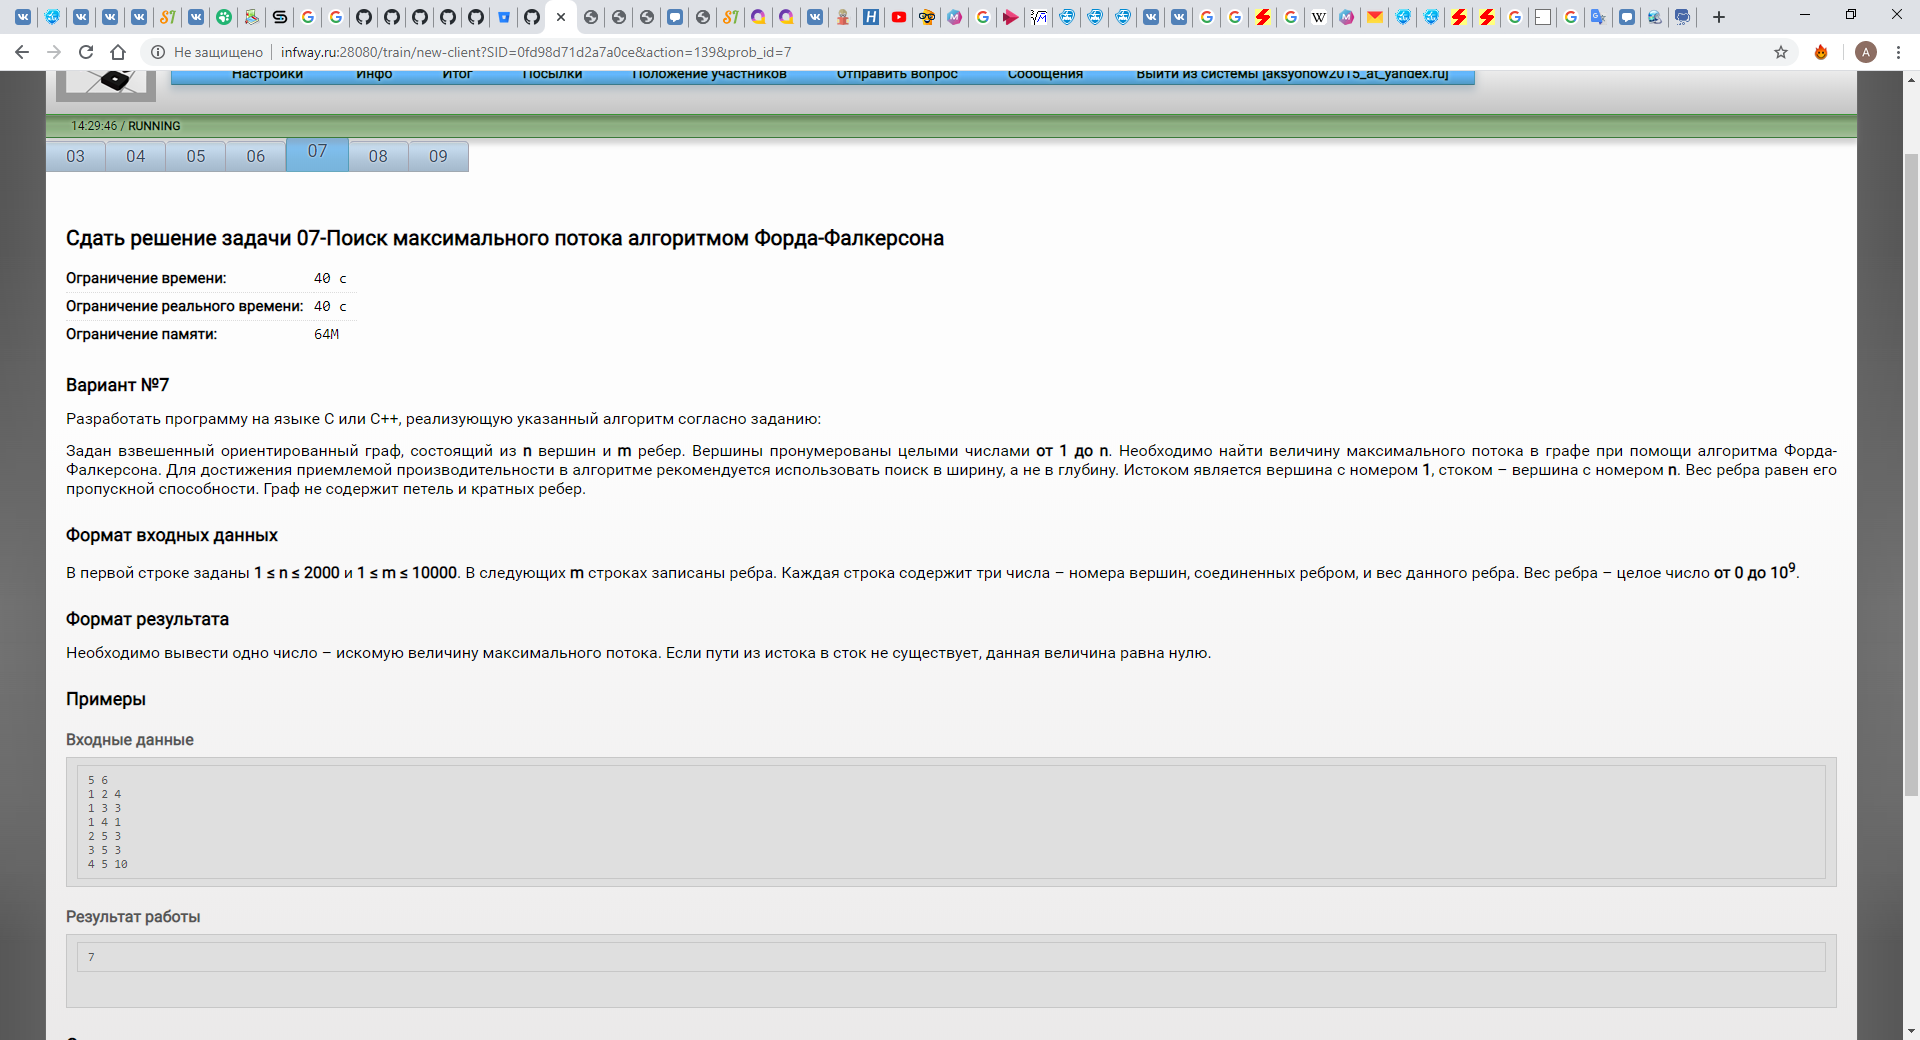 Не защищено
infway.ru:28080/train/new-client?SID=0fd98d71d2a7a0ce&action=139&prob_id=7
A
Настройки Инфо Итог Посылки Положение участников Отправить вопрос Сообщения Выйти из системы [aksyonow2015_at_yandex.ru]
14:29:46 / RUNNING
03 04 05 06 07 08 09
Сдать решение задачи 07-Поиск максимального потока алгоритмом Форда-Фалкерсона
Ограничение времени: 40 с
Ограничение реального времени: 40 с
Ограничение памяти: 64M
Вариант №7
Разработать программу на языке C или C++, реализующую указанный алгоритм согласно заданию:
Задан взвешенный ориентированный граф, состоящий из n вершин и m ребер. Вершины пронумерованы целыми числами от 1 до n. Необходимо найти величину максимального потока в графе при помощи алгоритма Форда-
Фалкерсона. Для достижения приемлемой производительности в алгоритме рекомендуется использовать поиск в ширину, а не в глубину. Истоком является вершина с номером 1, стоком – вершина с номером n. Вес ребра равен его
пропускной способности. Граф не содержит петель и кратных ребер.
Формат входных данных
В первой строке заданы 1 ≤ n ≤ 2000 и 1 ≤ m ≤ 10000. В следующих m строках записаны ребра. Каждая строка содержит три числа – номера вершин, соединенных ребром, и вес данного ребра. Вес ребра – целое число от 0 до 10⁹.
Формат результата
Необходимо вывести одно число – искомую величину максимального потока. Если пути из истока в сток не существует, данная величина равна нулю.
Примеры
Входные данные
5 6
1 2 4
1 3 3
1 4 1
2 5 3
3 5 3
4 5 10
Результат работы
7